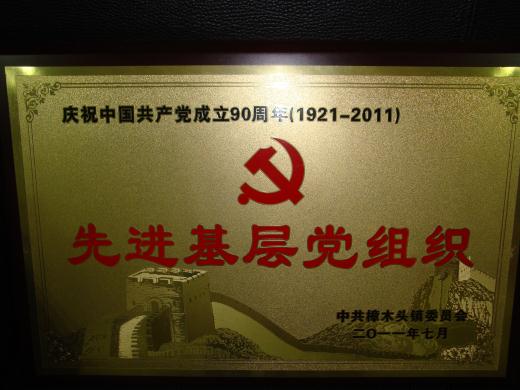 庆祝中国共产党成立90周年(1921-2011)
先进基层党组织
中共樟木头镇委员会
二〇一一年七月